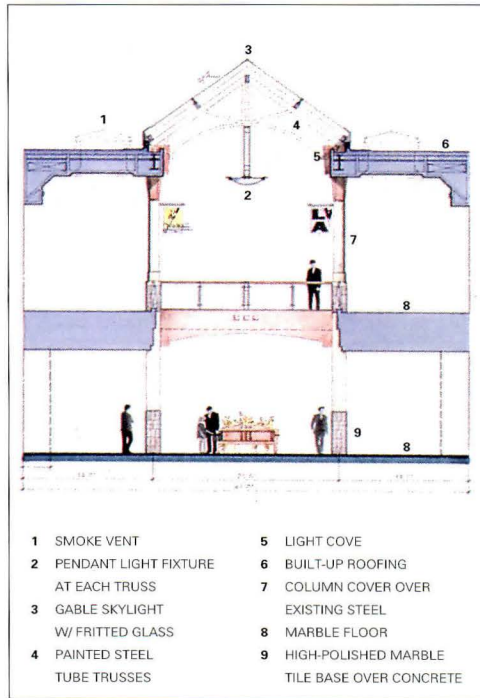 3
1
4
5
6
2
LV
A
7
8
9
8
1 SMOKE VENT
2 PENDANT LIGHT FIXTURE
AT EACH TRUSS
3 GABLE SKYLIGHT
W/ FRITTED GLASS
4 PAINTED STEEL
TUBE TRUSSES
5 LIGHT COVE
6 BUILT-UP ROOFING
7 COLUMN COVER OVER
EXISTING STEEL
8 MARBLE FLOOR
9 HIGH-POLISHED MARBLE
TILE BASE OVER CONCRETE